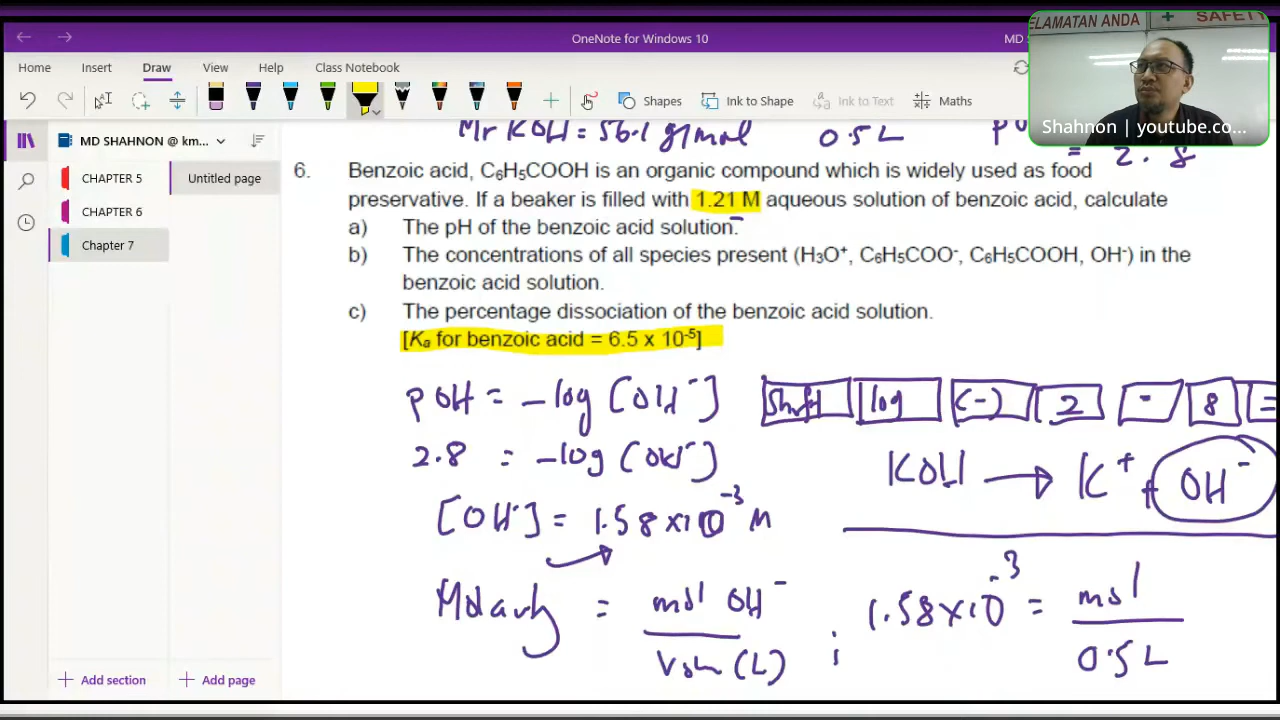 OneNote for Windows 10
MD S
ELAMATAN ANDA + SAFETY
Home Insert Draw View Help Class Notebook
Shapes Ink to Shape Ink to Text Maths
Shahnon | youtube.co...
MD SHAHNON @ km...
CHAPTER 5
CHAPTER 6
Chapter 7
Untitled page
Add section
Add page
Mr KOH = 56.1 g/mol 0.5 L
= 2.8
6. Benzoic acid, C₆H₅COOH is an organic compound which is widely used as food
preservative. If a beaker is filled with 1.21 M aqueous solution of benzoic acid, calculate
a) The pH of the benzoic acid solution.
b) The concentrations of all species present (H₃O⁺, C₆H₅COO⁻, C₆H₅COOH, OH⁻) in the
benzoic acid solution.
c) The percentage dissociation of the benzoic acid solution.
[Kₐ for benzoic acid = 6.5 x 10⁻⁵]
pOH = -log [OH⁻] Shift log (-) 2 . 8 =
2.8 = -log [OH⁻]
KOH → K⁺ + OH⁻
[OH⁻] = 1.58×10⁻³ M
Molarity = mol OH⁻ / Vsln (L) ; 1.58×10⁻³ = mol / 0.5 L